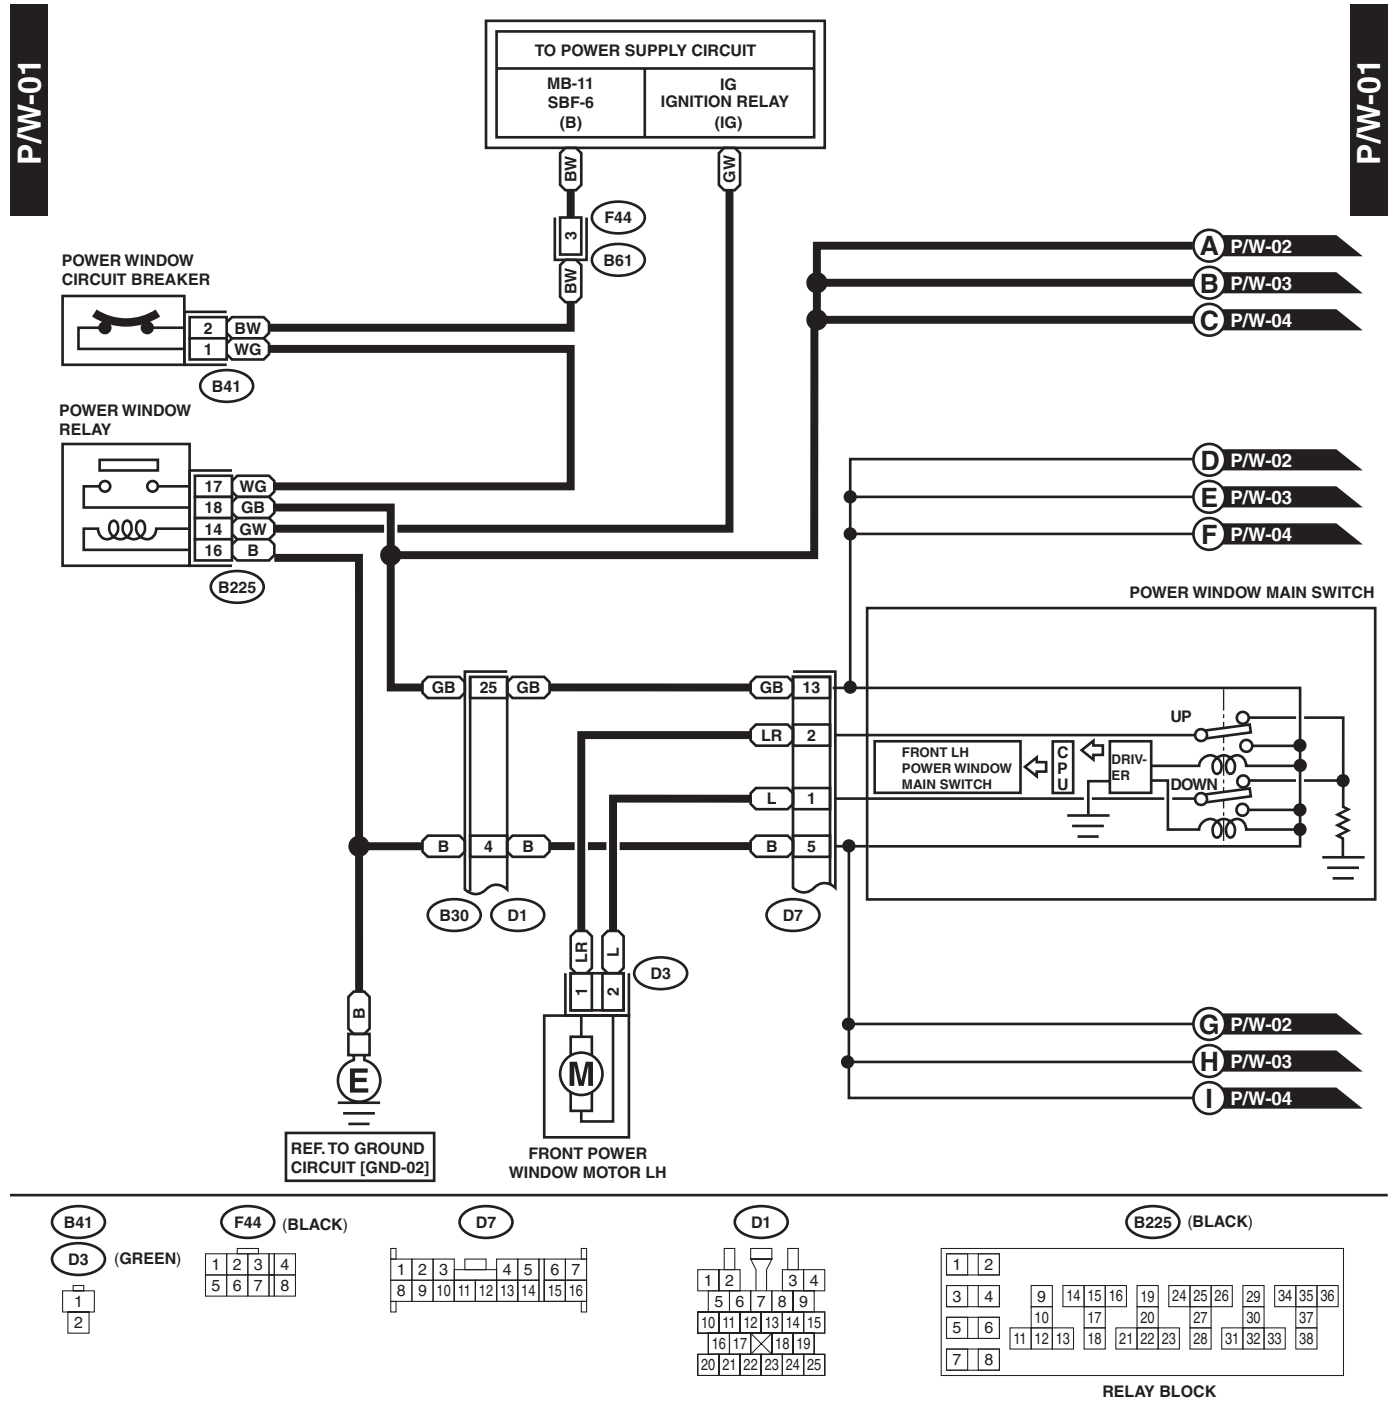 P/W-01
P/W-01
TO POWER SUPPLY CIRCUIT
MB-11
SBF-6
(B)
IG
IGNITION RELAY
(IG)
BW
GW
3
F44
B61
BW
A P/W-02
B P/W-03
C P/W-04
POWER WINDOW
CIRCUIT BREAKER
2 BW
1 WG
B41
POWER WINDOW
RELAY
17 WG
18 GB
14 GW
16 B
B225
D P/W-02
E P/W-03
F P/W-04
POWER WINDOW MAIN SWITCH
GB 25 GB
GB 13
LR 2
L 1
B 4 B
B 5
UP
FRONT LH
POWER WINDOW
MAIN SWITCH
CPU
DRIV-
ER
DOWN
B30 D1
D7
LR L
D3
1 2
B
E
M
REF. TO GROUND
CIRCUIT [GND-02]
FRONT POWER
WINDOW MOTOR LH
G P/W-02
H P/W-03
I P/W-04
B41
D3 (GREEN)
1
2
F44 (BLACK)
1 2 3 4
5 6 7 8
D7
1 2 3 4 5 6 7
8 9 10 11 12 13 14 15 16
D1
1 2 3 4
5 6 7 8 9
10 11 12 13 14 15
16 17 18 19
20 21 22 23 24 25
B225 (BLACK)
1 2
3 4 9 14 15 16 19 24 25 26 29 34 35 36
10 17 20 27 30 37
5 6 11 12 13 18 21 22 23 28 31 32 33 38
7 8
RELAY BLOCK